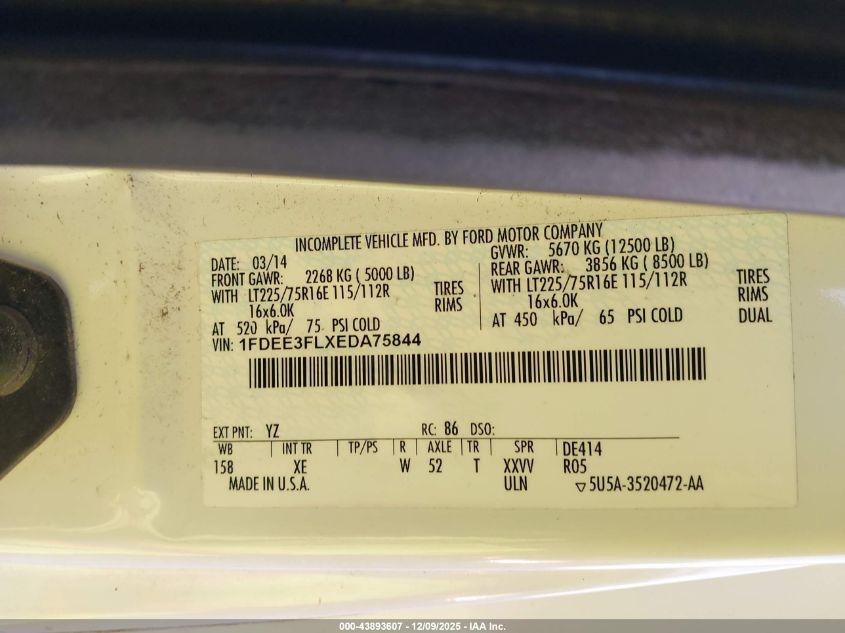 INCOMPLETE VEHICLE MFD. BY FORD MOTOR COMPANY
DATE: 03/14 GVWR: 5670 KG (12500 LB)
FRONT GAWR: 2268 KG ( 5000 LB) REAR GAWR: 3856 KG ( 8500 LB)
WITH LT225/75R16E 115/112R TIRES WITH LT225/75R16E 115/112R TIRES
16x6.0K RIMS 16x6.0K RIMS
AT 520 kPa/ 75 PSI COLD AT 450 kPa/ 65 PSI COLD DUAL
VIN: 1FDEE3FLXEDA75844
EXT PNT: YZ RC: 86 DSO:
WB INT TR TP/PS R AXLE TR SPR DE414
158 XE W 52 T XXVV R05
MADE IN U.S.A. ULN ▽5U5A-3520472-AA
000-43893607 - 12/09/2025 - IAA Inc.